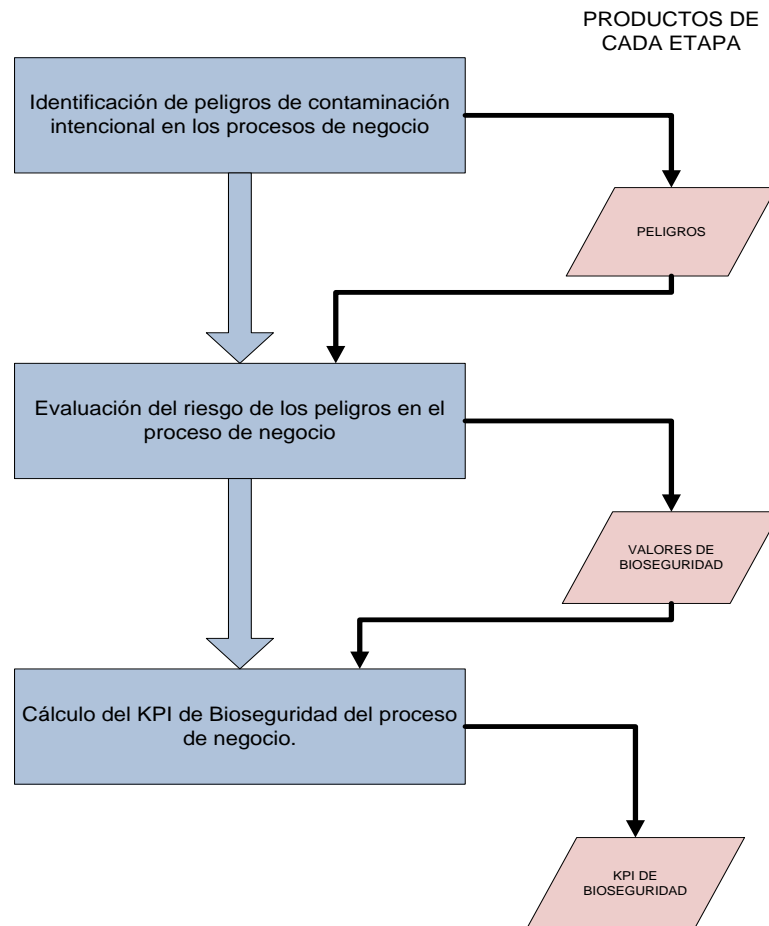 PRODUCTOS DE
CADA ETAPA
Identificación de peligros de contaminación
intencional en los procesos de negocio
PELIGROS
Evaluación del riesgo de los peligros en el
proceso de negocio
VALORES DE
BIOSEGURIDAD
Cálculo del KPI de Bioseguridad del proceso
de negocio.
KPI DE
BIOSEGURIDAD